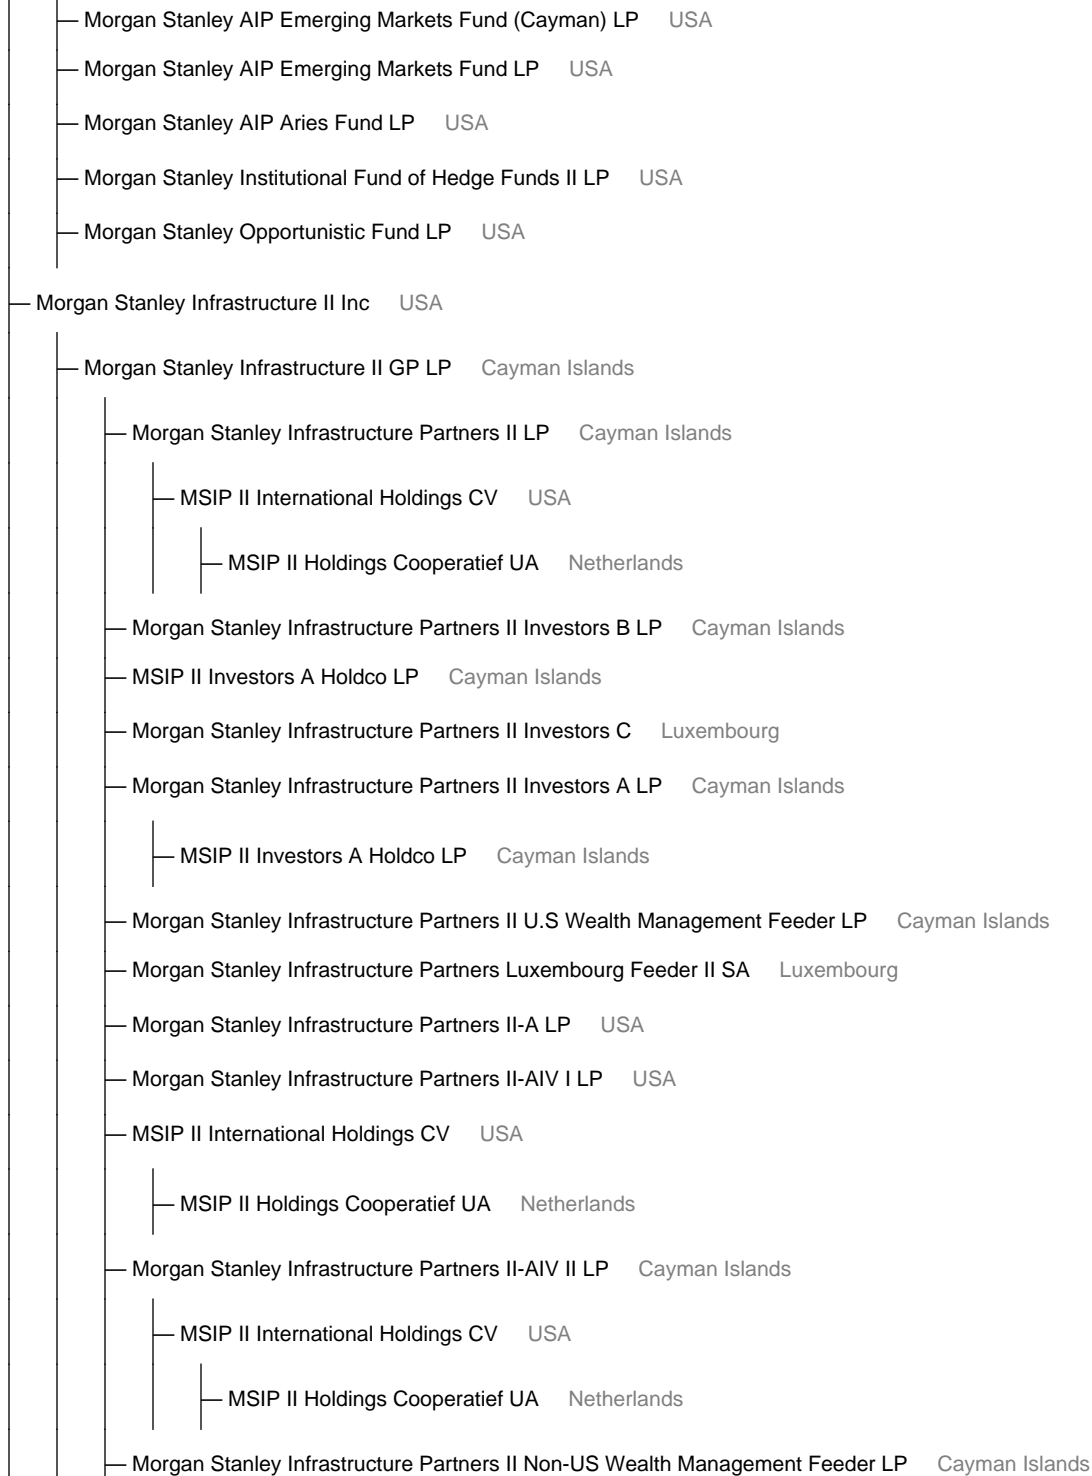 Morgan Stanley AIP Emerging Markets Fund (Cayman) LP USA
Morgan Stanley AIP Emerging Markets Fund LP USA
Morgan Stanley AIP Aries Fund LP USA
Morgan Stanley Institutional Fund of Hedge Funds II LP USA
Morgan Stanley Opportunistic Fund LP USA
Morgan Stanley Infrastructure II Inc USA
Morgan Stanley Infrastructure II GP LP Cayman Islands
Morgan Stanley Infrastructure Partners II LP Cayman Islands
MSIP II International Holdings CV USA
MSIP II Holdings Cooperatief UA Netherlands
Morgan Stanley Infrastructure Partners II Investors B LP Cayman Islands
MSIP II Investors A Holdco LP Cayman Islands
Morgan Stanley Infrastructure Partners II Investors C Luxembourg
Morgan Stanley Infrastructure Partners II Investors A LP Cayman Islands
MSIP II Investors A Holdco LP Cayman Islands
Morgan Stanley Infrastructure Partners II U.S Wealth Management Feeder LP Cayman Islands
Morgan Stanley Infrastructure Partners Luxembourg Feeder II SA Luxembourg
Morgan Stanley Infrastructure Partners II-A LP USA
Morgan Stanley Infrastructure Partners II-AIV I LP USA
MSIP II International Holdings CV USA
MSIP II Holdings Cooperatief UA Netherlands
Morgan Stanley Infrastructure Partners II-AIV II LP Cayman Islands
MSIP II International Holdings CV USA
MSIP II Holdings Cooperatief UA Netherlands
Morgan Stanley Infrastructure Partners II Non-US Wealth Management Feeder LP Cayman Islands